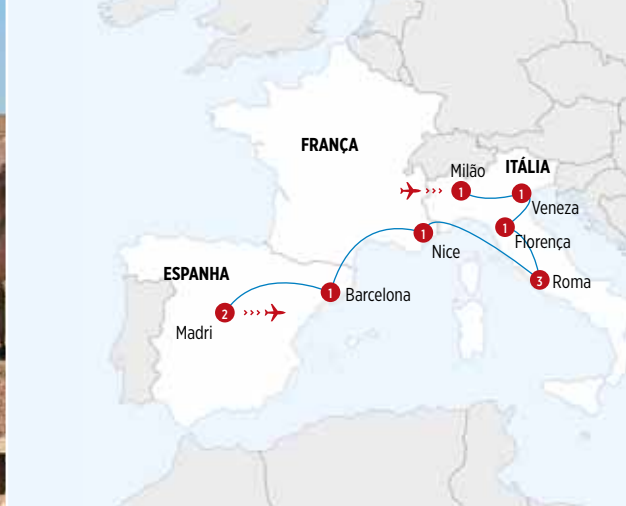 FRANÇA
Milão
ITÁLIA
1
1
Veneza
1
Florença
1
Nice
ESPANHA
3
Roma
1
Barcelona
2
Madri